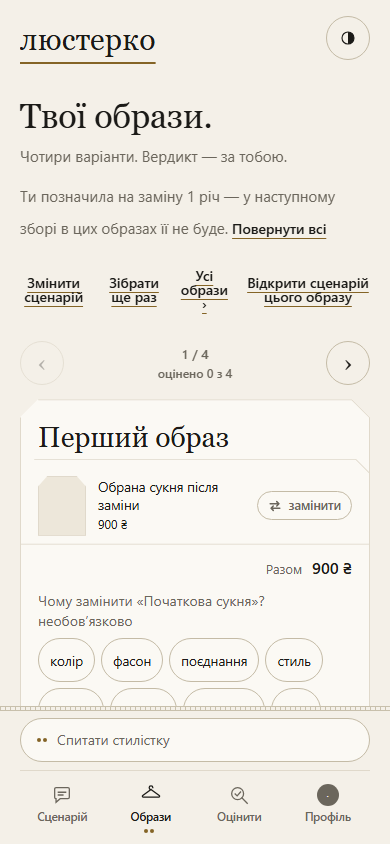 люстерко
Твої образи.
Чотири варіанти. Вердикт — за тобою.
Ти позначила на заміну 1 річ — у наступному
зборі в цих образах її не буде. Повернути всі
Змінити
сценарій
Зібрати
ще раз
Усі
образи
›
Відкрити сценарій
цього образу
‹
1 / 4
оцінено 0 з 4
›
Перший образ
Обрана сукня після
заміни
900 ₴
замінити
Разом 900 ₴
Чому замінити «Початкова сукня»?
необов’язково
колір
фасон
поєднання
стиль
Спитати стилістку
Сценарій
Образи
Оцінити
Профіль